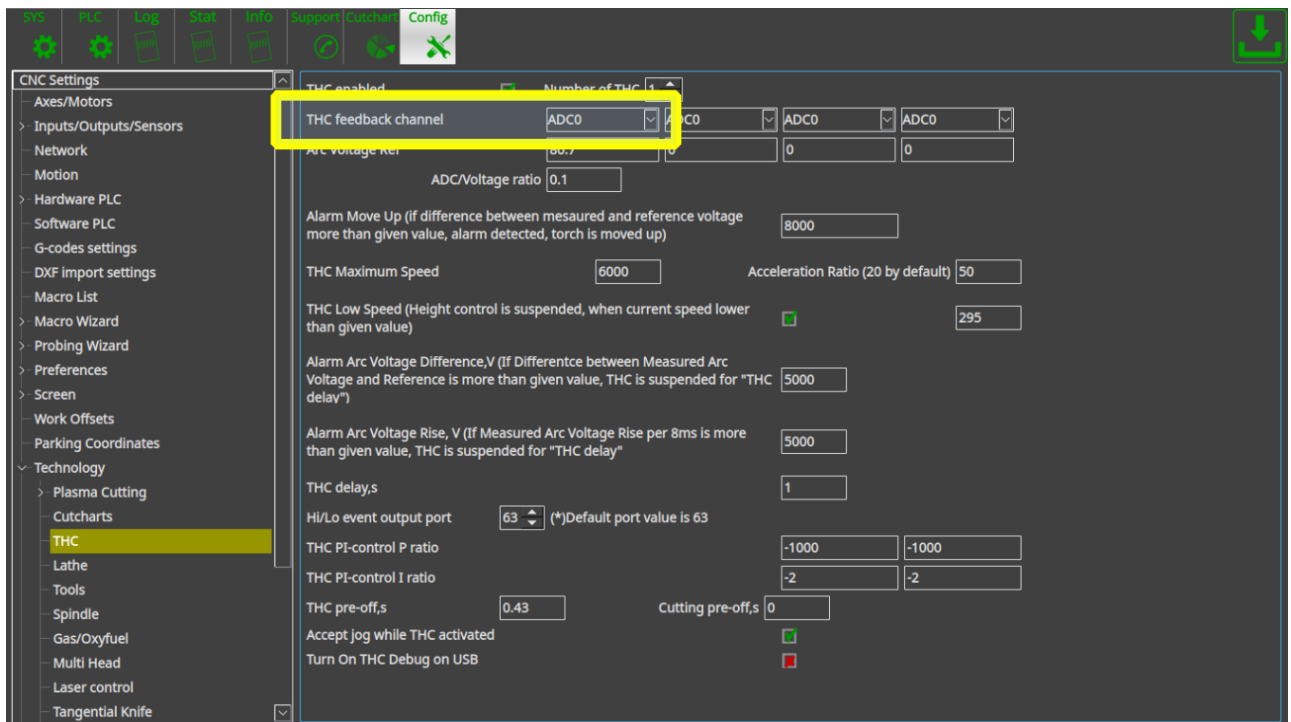 SYS PLC Log Stat Info Support Cutchart Config
CNC Settings
Axes/Motors
Inputs/Outputs/Sensors
Network
Motion
Hardware PLC
Software PLC
G-codes settings
DXF import settings
Macro List
Macro Wizard
Probing Wizard
Preferences
Screen
Work Offsets
Parking Coordinates
Technology
Plasma Cutting
Cutcharts
THC
Lathe
Tools
Spindle
Gas/Oxyfuel
Multi Head
Laser control
Tangential Knife
THC enabled Number of THC 1
THC feedback channel ADC0 ADC0 ADC0 ADC0
Arc Voltage Ref 80.7 0 0 0
ADC/Voltage ratio 0.1
Alarm Move Up (if difference between mesaured and reference voltage
more than given value, alarm detected, torch is moved up) 8000
THC Maximum Speed 6000 Acceleration Ratio (20 by default) 50
THC Low Speed (Height control is suspended, when current speed lower
than given value) 295
Alarm Arc Voltage Difference,V (If Differentce between Measured Arc
Voltage and Reference is more than given value, THC is suspended for "THC 5000
delay")
Alarm Arc Voltage Rise, V (If Measured Arc Voltage Rise per 8ms is more
than given value, THC is suspended for "THC delay" 5000
THC delay,s 1
Hi/Lo event output port 63 (*)Default port value is 63
THC PI-control P ratio -1000 -1000
THC PI-control I ratio -2 -2
THC pre-off,s 0.43 Cutting pre-off,s 0
Accept jog while THC activated
Turn On THC Debug on USB